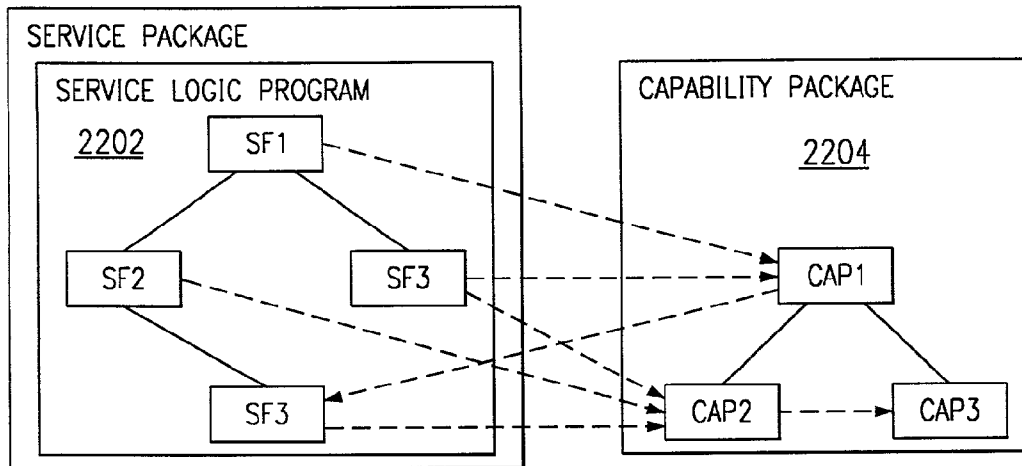 SERVICE PACKAGE
SERVICE LOGIC PROGRAM
2202
SF1
SF2
SF3
SF3
CAPABILITY PACKAGE
2204
CAP1
CAP2
CAP3